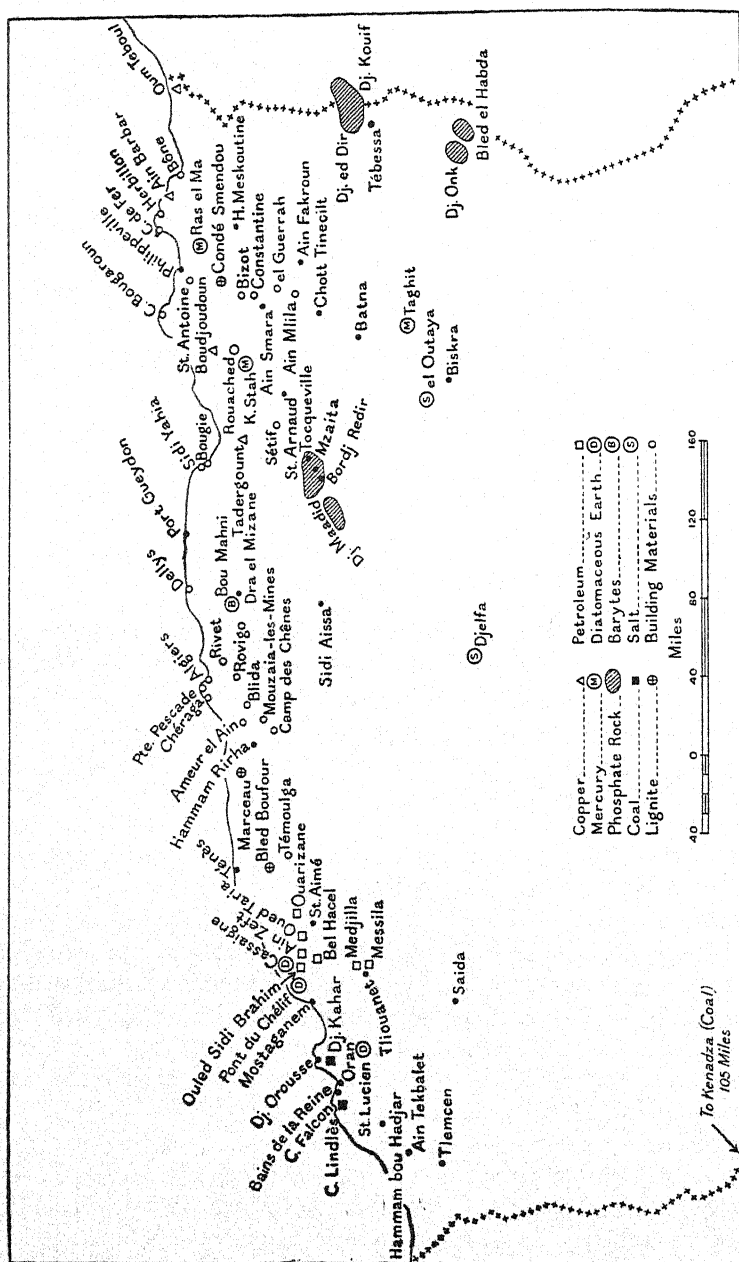 Oum Teboul
Ain Barbar
Bône
Herbillon
C. de Fer
Philippeville
C. Bougaroun
St. Antoine
Boudjoudoun
Sidi Yahia
Bougie
Port Gueydon
Dellys
Algiers
Pte. Pescade
Chéraga
Rivet
Rovigo
Blida
Ameur el Ain
Mouzaia-les-Mines
Camp des Chênes
Hammam Rirha
Marceau
Bled Boufour
Ténès
Témoulga
Oued Taria
Ouarizane
Ain Zeft
St. Aimé
Cassaigne
Bel Hacel
Ouled Sidi Brahim
Pont du Chélif
Mostaganem
Medjilla
Messila
Tliouanet
Dj. Kahar
Dj. Orousse
Oran
Bains de la Reine
C. Falcon
C. Lindlès
St. Lucien
Hammam bou Hadjar
Ain Tekbalet
Tlemcen
Saida
Ras el Ma
Condé Smendou
H. Meskoutine
Bizot
Constantine
el Guerrah
Ain Fakroun
Ain Smara
Ain Mlila
Chott Tinecilt
Rouached
K. Stah
Tadergount
Sétif
St. Arnaud
Tocqueville
Mzaita
Bordj Redir
Dj. Maadid
Bou Mahni
Dra el Mizane
Sidi Aissa
Batna
Taghit
el Outaya
Biskra
Djelfa
Dj. Kouif
Dj. ed Dir
Tébessa
Dj. Onk
Bled el Habda
M
M
M
B
D
D
D
S
S
Copper
Mercury M
Phosphate Rock
Coal
Lignite
Petroleum
Diatomaceous Earth D
Barytes B
Salt S
Building Materials
Miles
40 0 40 80 120 160
To Kenadza (Coal)
105 Miles